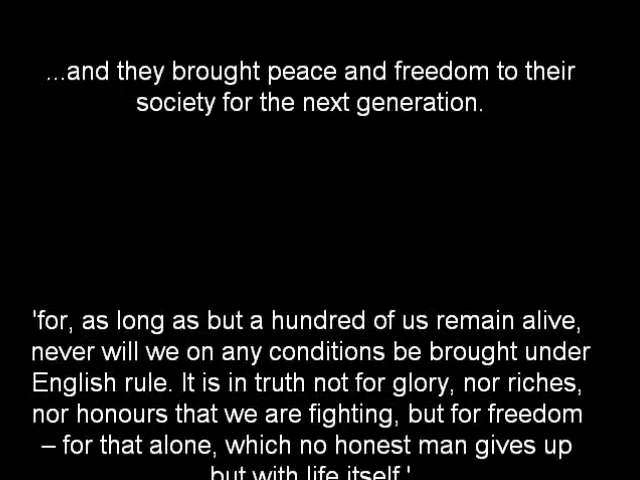 ...and they brought peace and freedom to their
society for the next generation.
'for, as long as but a hundred of us remain alive,
never will we on any conditions be brought under
English rule. It is in truth not for glory, nor riches,
nor honours that we are fighting, but for freedom
– for that alone, which no honest man gives up
but with life itself.'